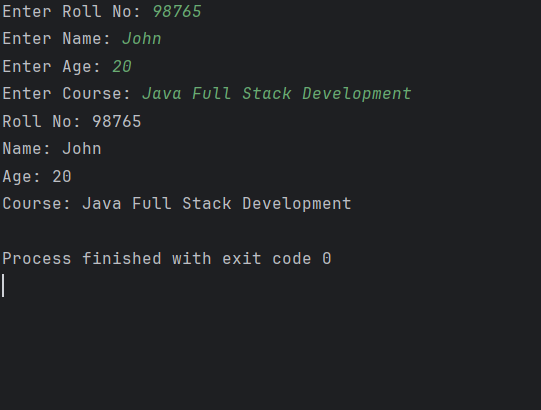 Enter Roll No: 98765
Enter Name: John
Enter Age: 20
Enter Course: Java Full Stack Development
Roll No: 98765
Name: John
Age: 20
Course: Java Full Stack Development
Process finished with exit code 0